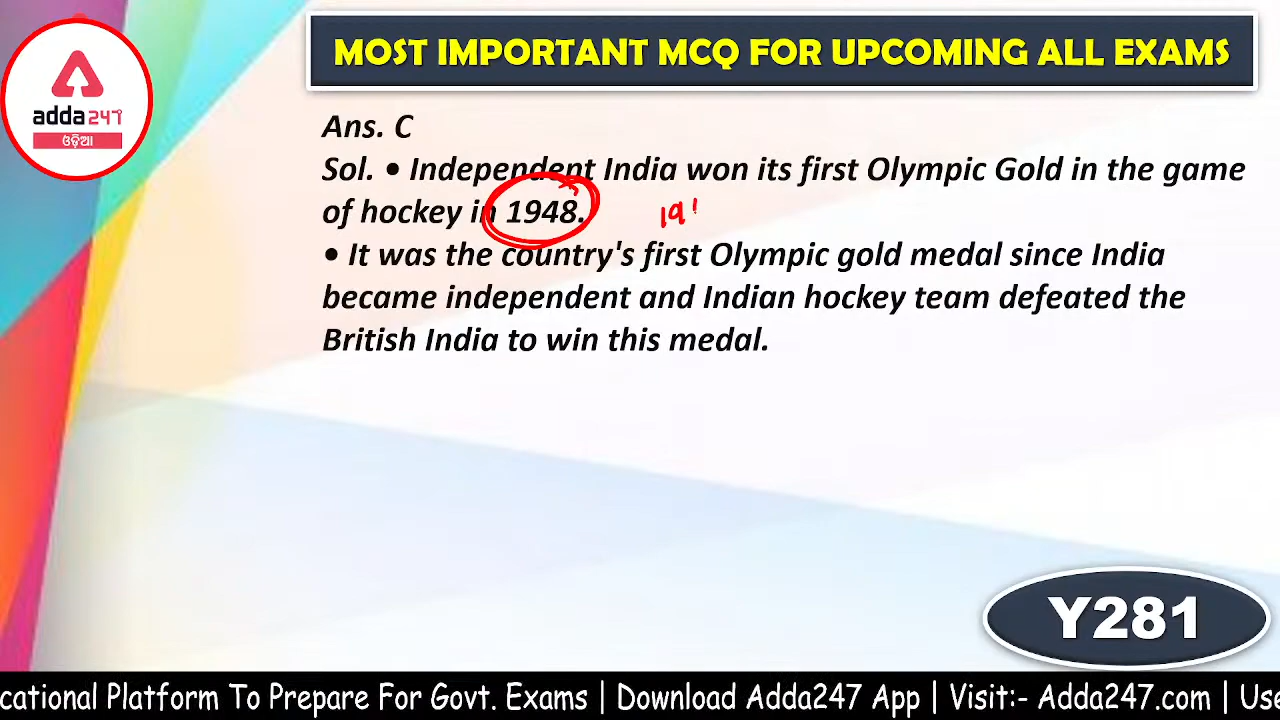 MOST IMPORTANT MCQ FOR UPCOMING ALL EXAMS
adda247
ଓଡ଼ିଆ
Ans. C
Sol. • Independent India won its first Olympic Gold in the game
of hockey in 1948.
19'
• It was the country's first Olympic gold medal since India
became independent and Indian hockey team defeated the
British India to win this medal.
Y281
cational Platform To Prepare For Govt. Exams | Download Adda247 App | Visit:- Adda247.com | Use